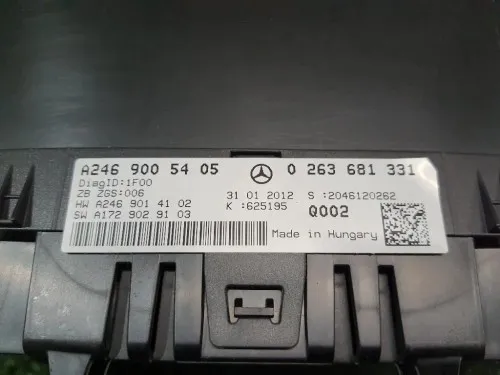 A246 900 54 05 0 263 681 331
DiagID:1F00
ZB ZGS:006 31 01 2012 S :2046120262
HW A246 901 41 02 K :625195 Q002
SW A172 902 91 03
Made in Hungary